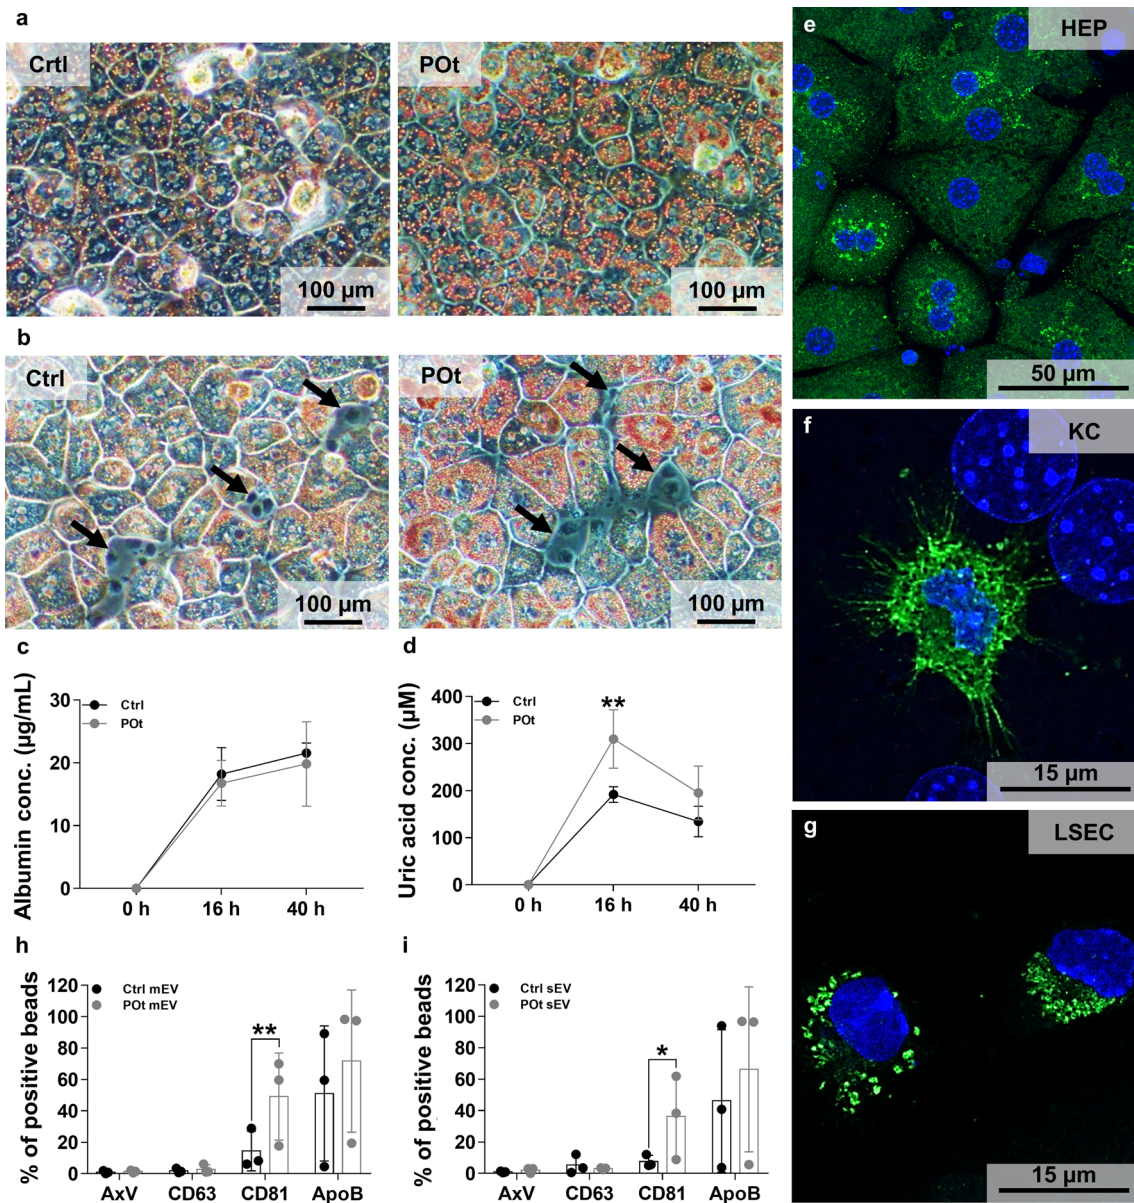 a
Crtl
100 µm
POt
100 µm
b
Ctrl
100 µm
POt
100 µm
c
Albumin conc. (µg/mL)
30
20
10
0
Ctrl
POt
0 h
16 h
40 h
d
Uric acid conc. (µM)
400
300
200
100
0
Ctrl
POt
**
0 h
16 h
40 h
e
HEP
50 µm
f
KC
15 µm
g
LSEC
15 µm
h
% of positive beads
120
100
80
60
40
20
0
Ctrl mEV
POt mEV
**
AxV
CD63
CD81
ApoB
i
% of positive beads
120
100
80
60
40
20
0
Ctrl sEV
POt sEV
*
AxV
CD63
CD81
ApoB